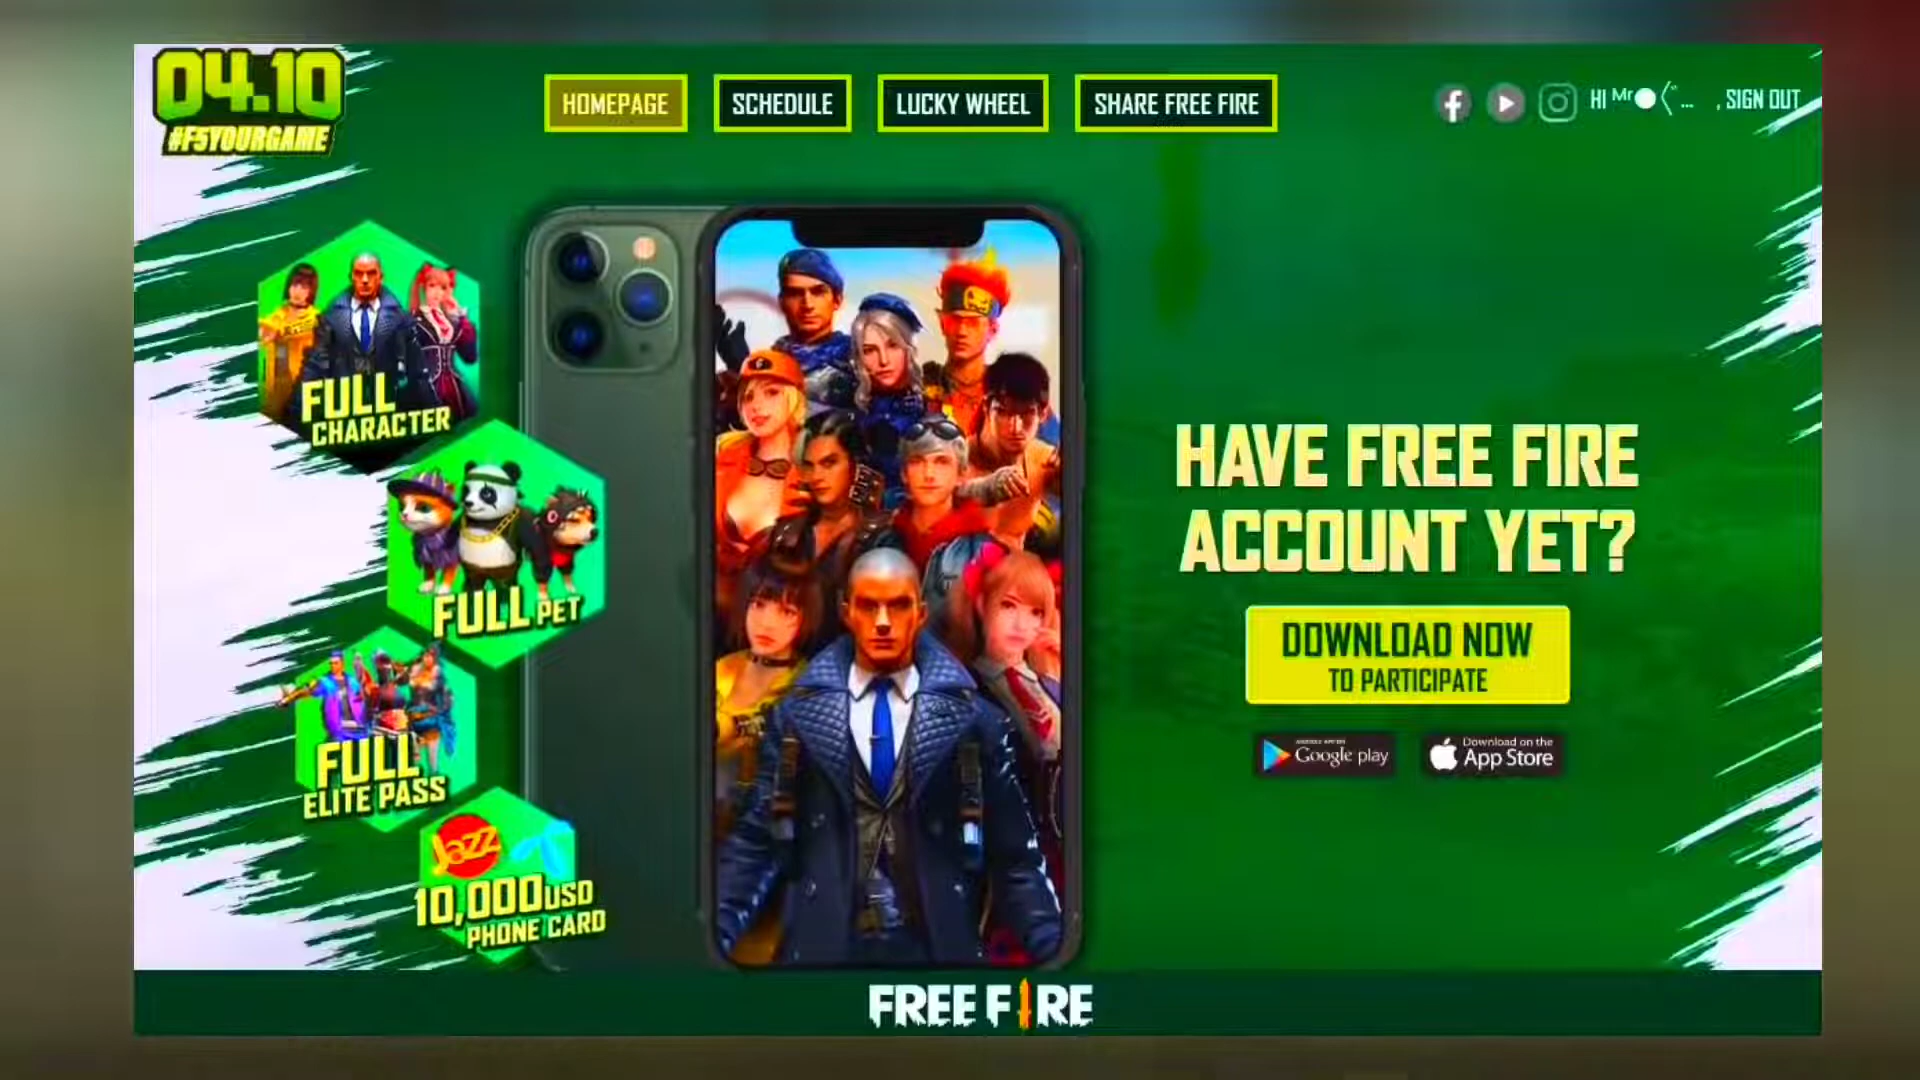 04.10
#F5YOURGAME
HOMEPAGE
SCHEDULE
LUCKY WHEEL
SHARE FREE FIRE
HI Mr ... , SIGN OUT
FULL
CHARACTER
FULL PET
FULL
ELITE PASS
Jazz
10,000USD
PHONE CARD
HAVE FREE FIRE
ACCOUNT YET?
DOWNLOAD NOW
TO PARTICIPATE
Google play
Download on the
App Store
FREE FIRE